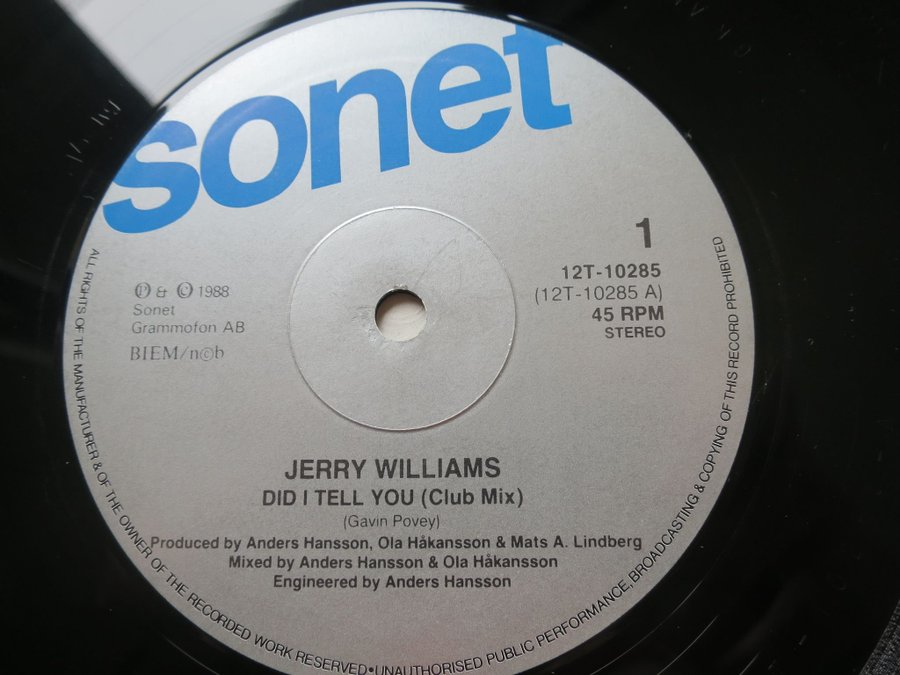 sonet
1
12T-10285
(12T-10285 A)
45 RPM
STEREO
℗ & © 1988
Sonet
Grammofon AB
BIEM/n©b
JERRY WILLIAMS
DID I TELL YOU (Club Mix)
(Gavin Povey)
Produced by Anders Hansson, Ola Håkansson & Mats A. Lindberg
Mixed by Anders Hansson & Ola Håkansson
Engineered by Anders Hansson
ALL RIGHTS OF THE MANUFACTURER & OF THE OWNER OF THE RECORDED WORK RESERVED•UNAUTHORISED PUBLIC PERFORMANCE, BROADCASTING & COPYING OF THIS RECORD PROHIBITED